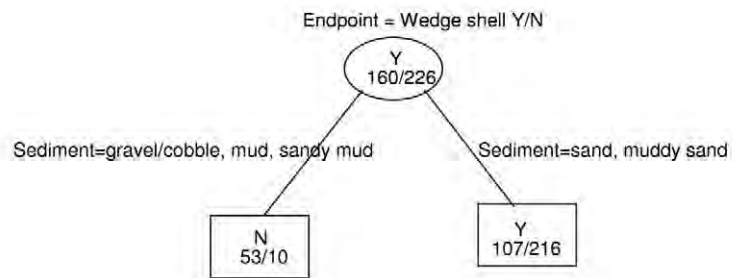 Endpoint = Wedge shell Y/N
Y
160/226
Sediment=gravel/cobble, mud, sandy mud
Sediment=sand, muddy sand
N
53/10
Y
107/216